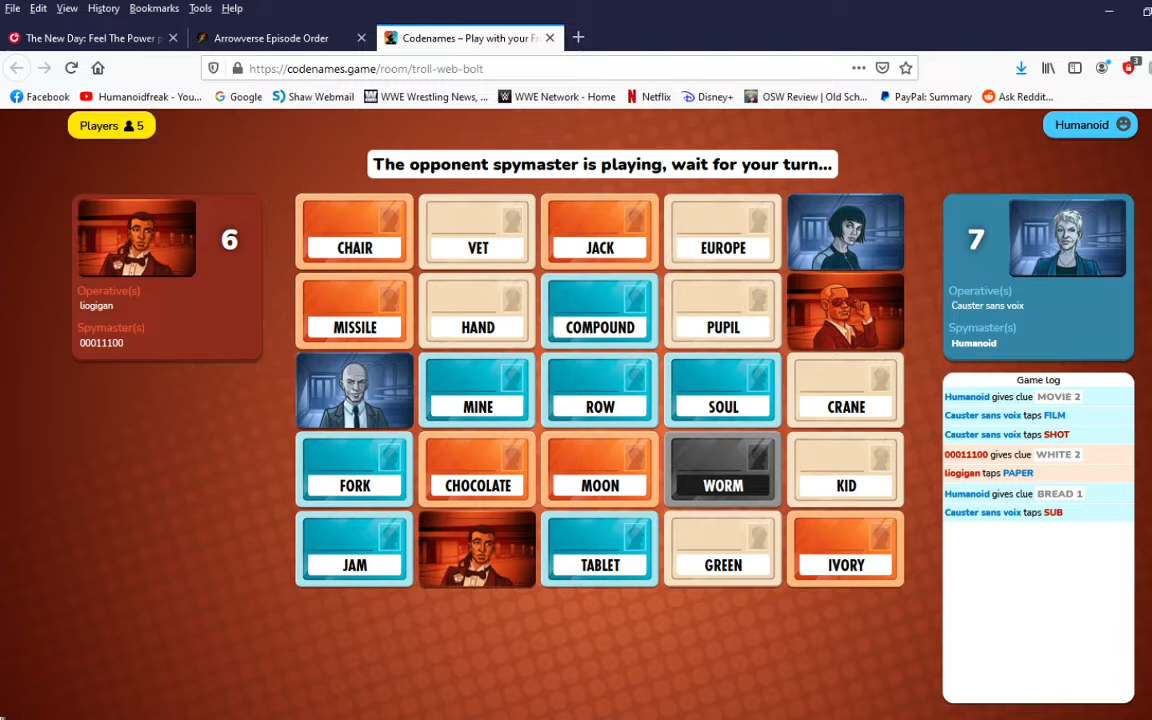 File Edit View History Bookmarks Tools Help
The New Day: Feel The Power p
Arrowverse Episode Order
Codenames – Play with your Fr
https://codenames.game/room/troll-web-bolt
3
Facebook
Humanoidfreak - You...
Google
Shaw Webmail
WWE Wrestling News, ...
WWE Network - Home
Netflix
Disney+
OSW Review | Old Sch...
PayPal: Summary
Ask Reddit...
Players 5
Humanoid
The opponent spymaster is playing, wait for your turn...
6
Operative(s)
liogigan
Spymaster(s)
00011100
CHAIR
VET
JACK
EUROPE
MISSILE
HAND
COMPOUND
PUPIL
MINE
ROW
SOUL
CRANE
FORK
CHOCOLATE
MOON
WORM
KID
JAM
TABLET
GREEN
IVORY
7
Operative(s)
Causter sans voix
Spymaster(s)
Humanoid
Game log
Humanoid gives clue MOVIE 2
Causter sans voix taps FILM
Causter sans voix taps SHOT
00011100 gives clue WHITE 2
liogigan taps PAPER
Humanoid gives clue BREAD 1
Causter sans voix taps SUB